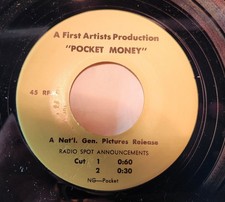 A First Artists Production
"POCKET MONEY"
45 RP
A Nat'l. Gen. Pictures Release
RADIO SPOT ANNOUNCEMENTS
Cut 1 0:60
2 0:30
NG—Pocket